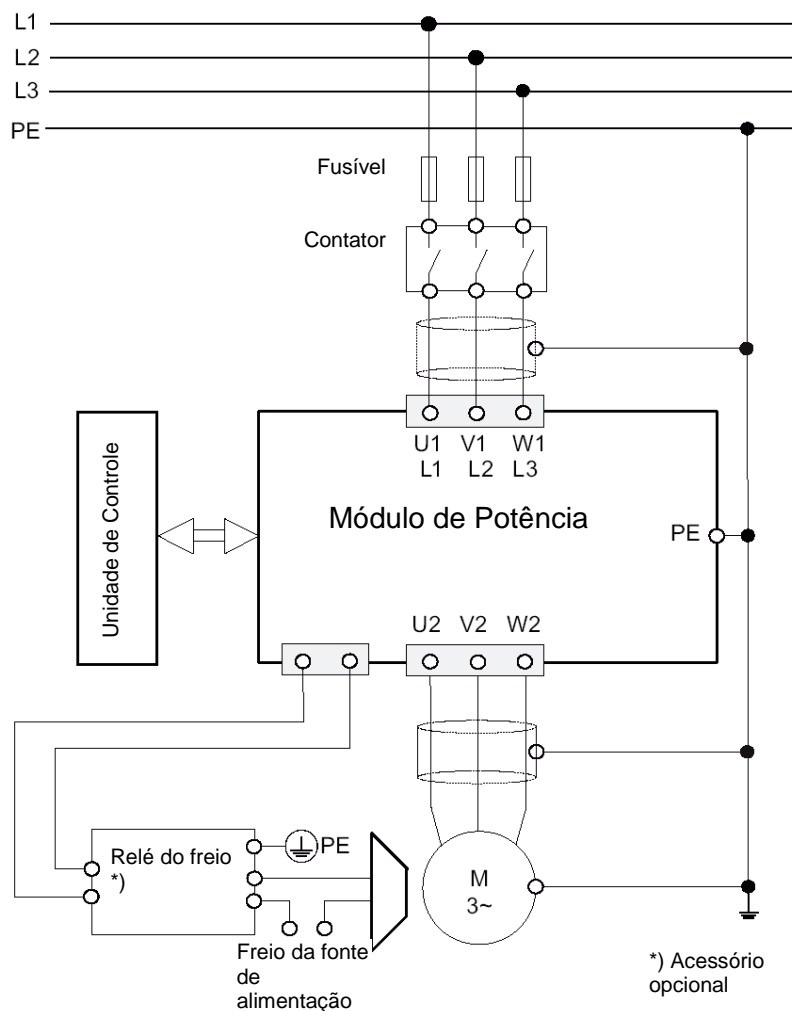 L1
L2
L3
PE
Fusível
Contator
U1 V1 W1
L1 L2 L3
Unidade de Controle
Módulo de Potência
PE
U2 V2 W2
Relé do freio
*)
PE
M
3~
Freio da fonte
de
alimentação
*) Acessório
opcional